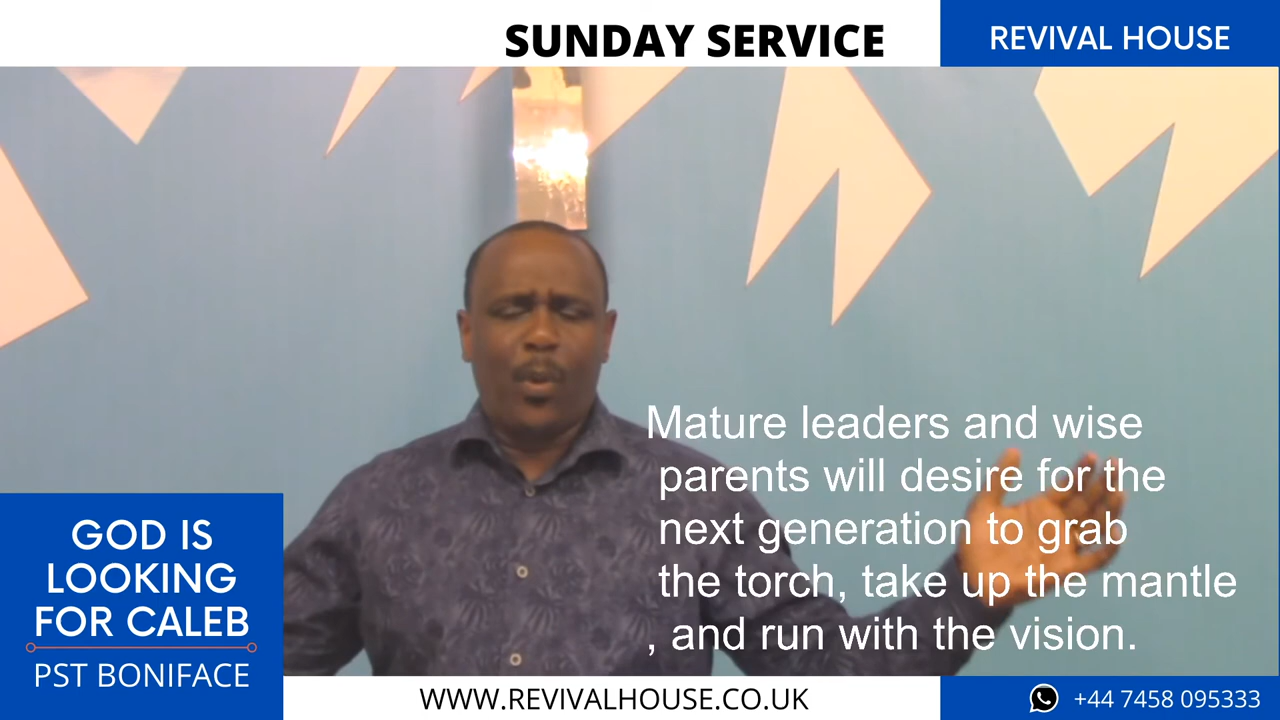 SUNDAY SERVICE
REVIVAL HOUSE
Mature leaders and wise
parents will desire for the
next generation to grab
the torch, take up the mantle
, and run with the vision.
GOD IS
LOOKING
FOR CALEB
PST BONIFACE
WWW.REVIVALHOUSE.CO.UK
+44 7458 095333